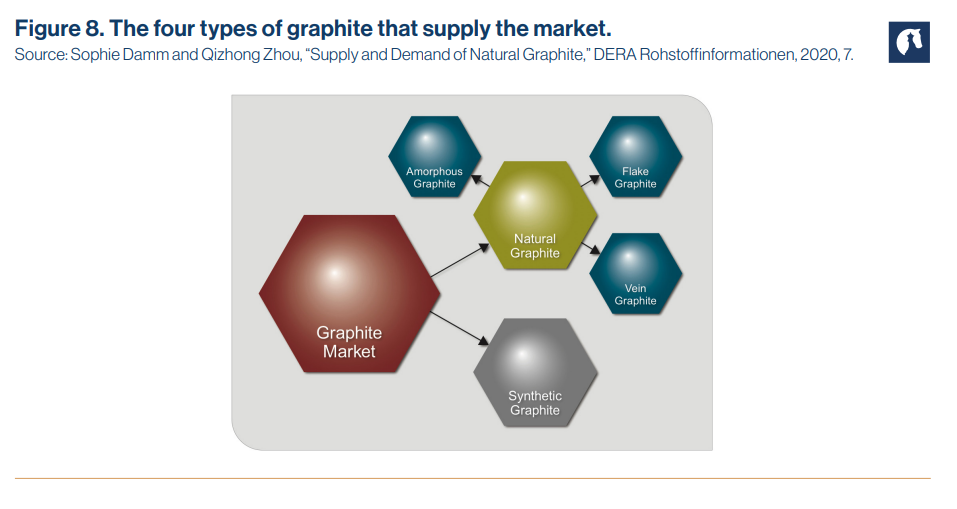 Figure 8. The four types of graphite that supply the market.
Source: Sophie Damm and Qizhong Zhou, “Supply and Demand of Natural Graphite,” DERA Rohstoffinformationen, 2020, 7.
Amorphous
Graphite
Flake
Graphite
Natural
Graphite
Vein
Graphite
Graphite
Market
Synthetic
Graphite